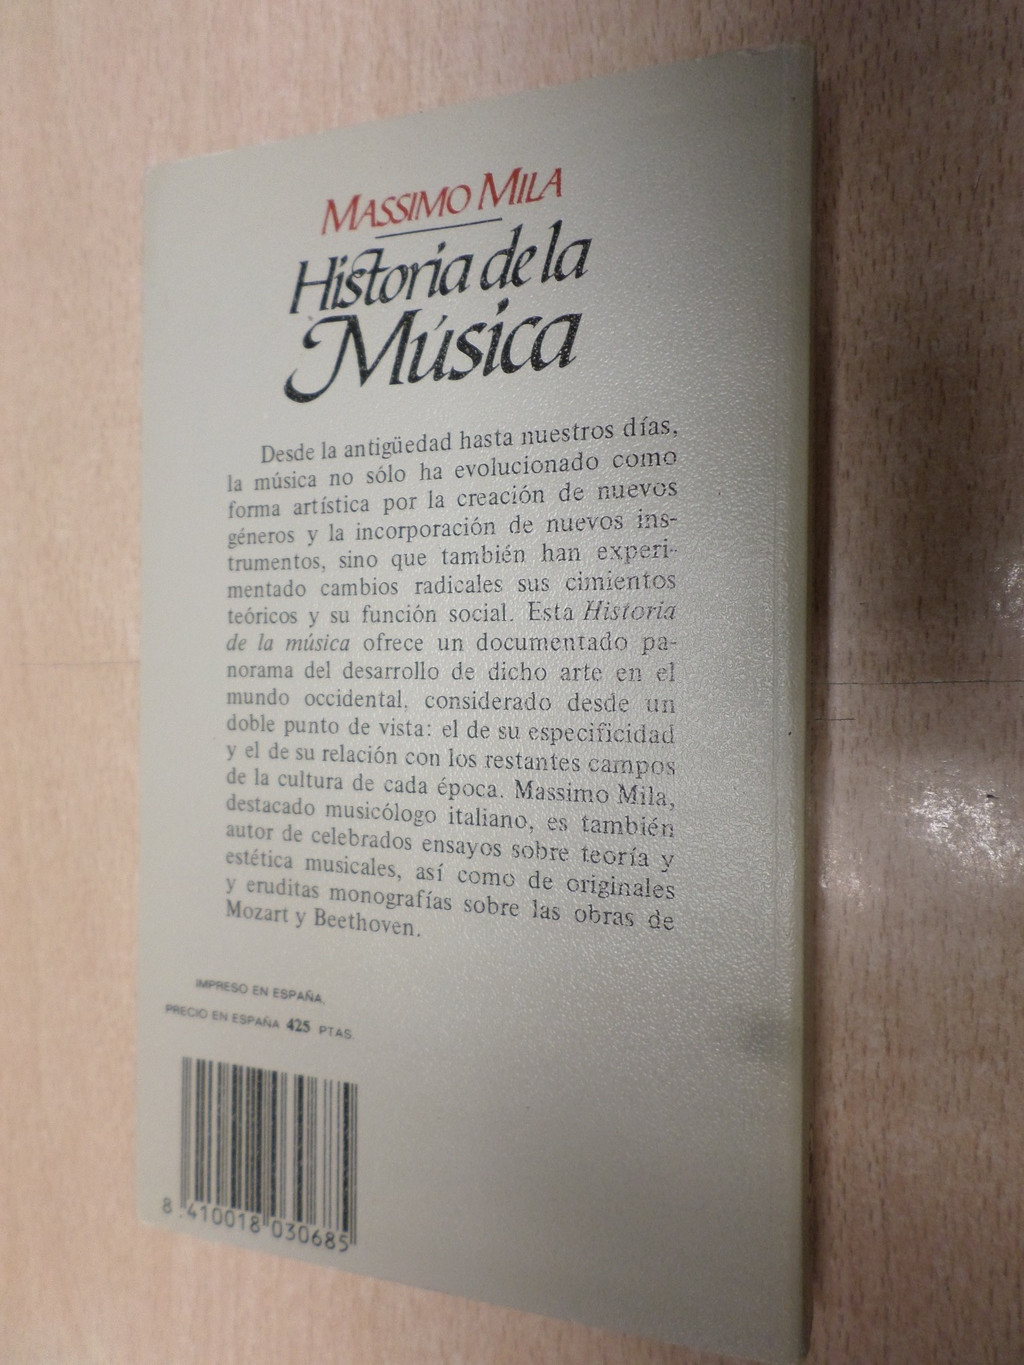 MASSIMO MILA
Historia de la
Música
Desde la antigüedad hasta nuestros días,
la música no sólo ha evolucionado como
forma artística por la creación de nuevos
géneros y la incorporación de nuevos ins-
trumentos, sino que también han experi-
mentado cambios radicales sus cimientos
teóricos y su función social. Esta Historia
de la música ofrece un documentado pa-
norama del desarrollo de dicho arte en el
mundo occidental, considerado desde un
doble punto de vista: el de su especificidad
y el de su relación con los restantes campos
de la cultura de cada época. Massimo Mila,
destacado musicólogo italiano, es también
autor de celebrados ensayos sobre teoría y
estética musicales, así como de originales
y eruditas monografías sobre las obras de
Mozart y Beethoven.
IMPRESO EN ESPAÑA.
PRECIO EN ESPAÑA 425 PTAS.
8 410018 030685